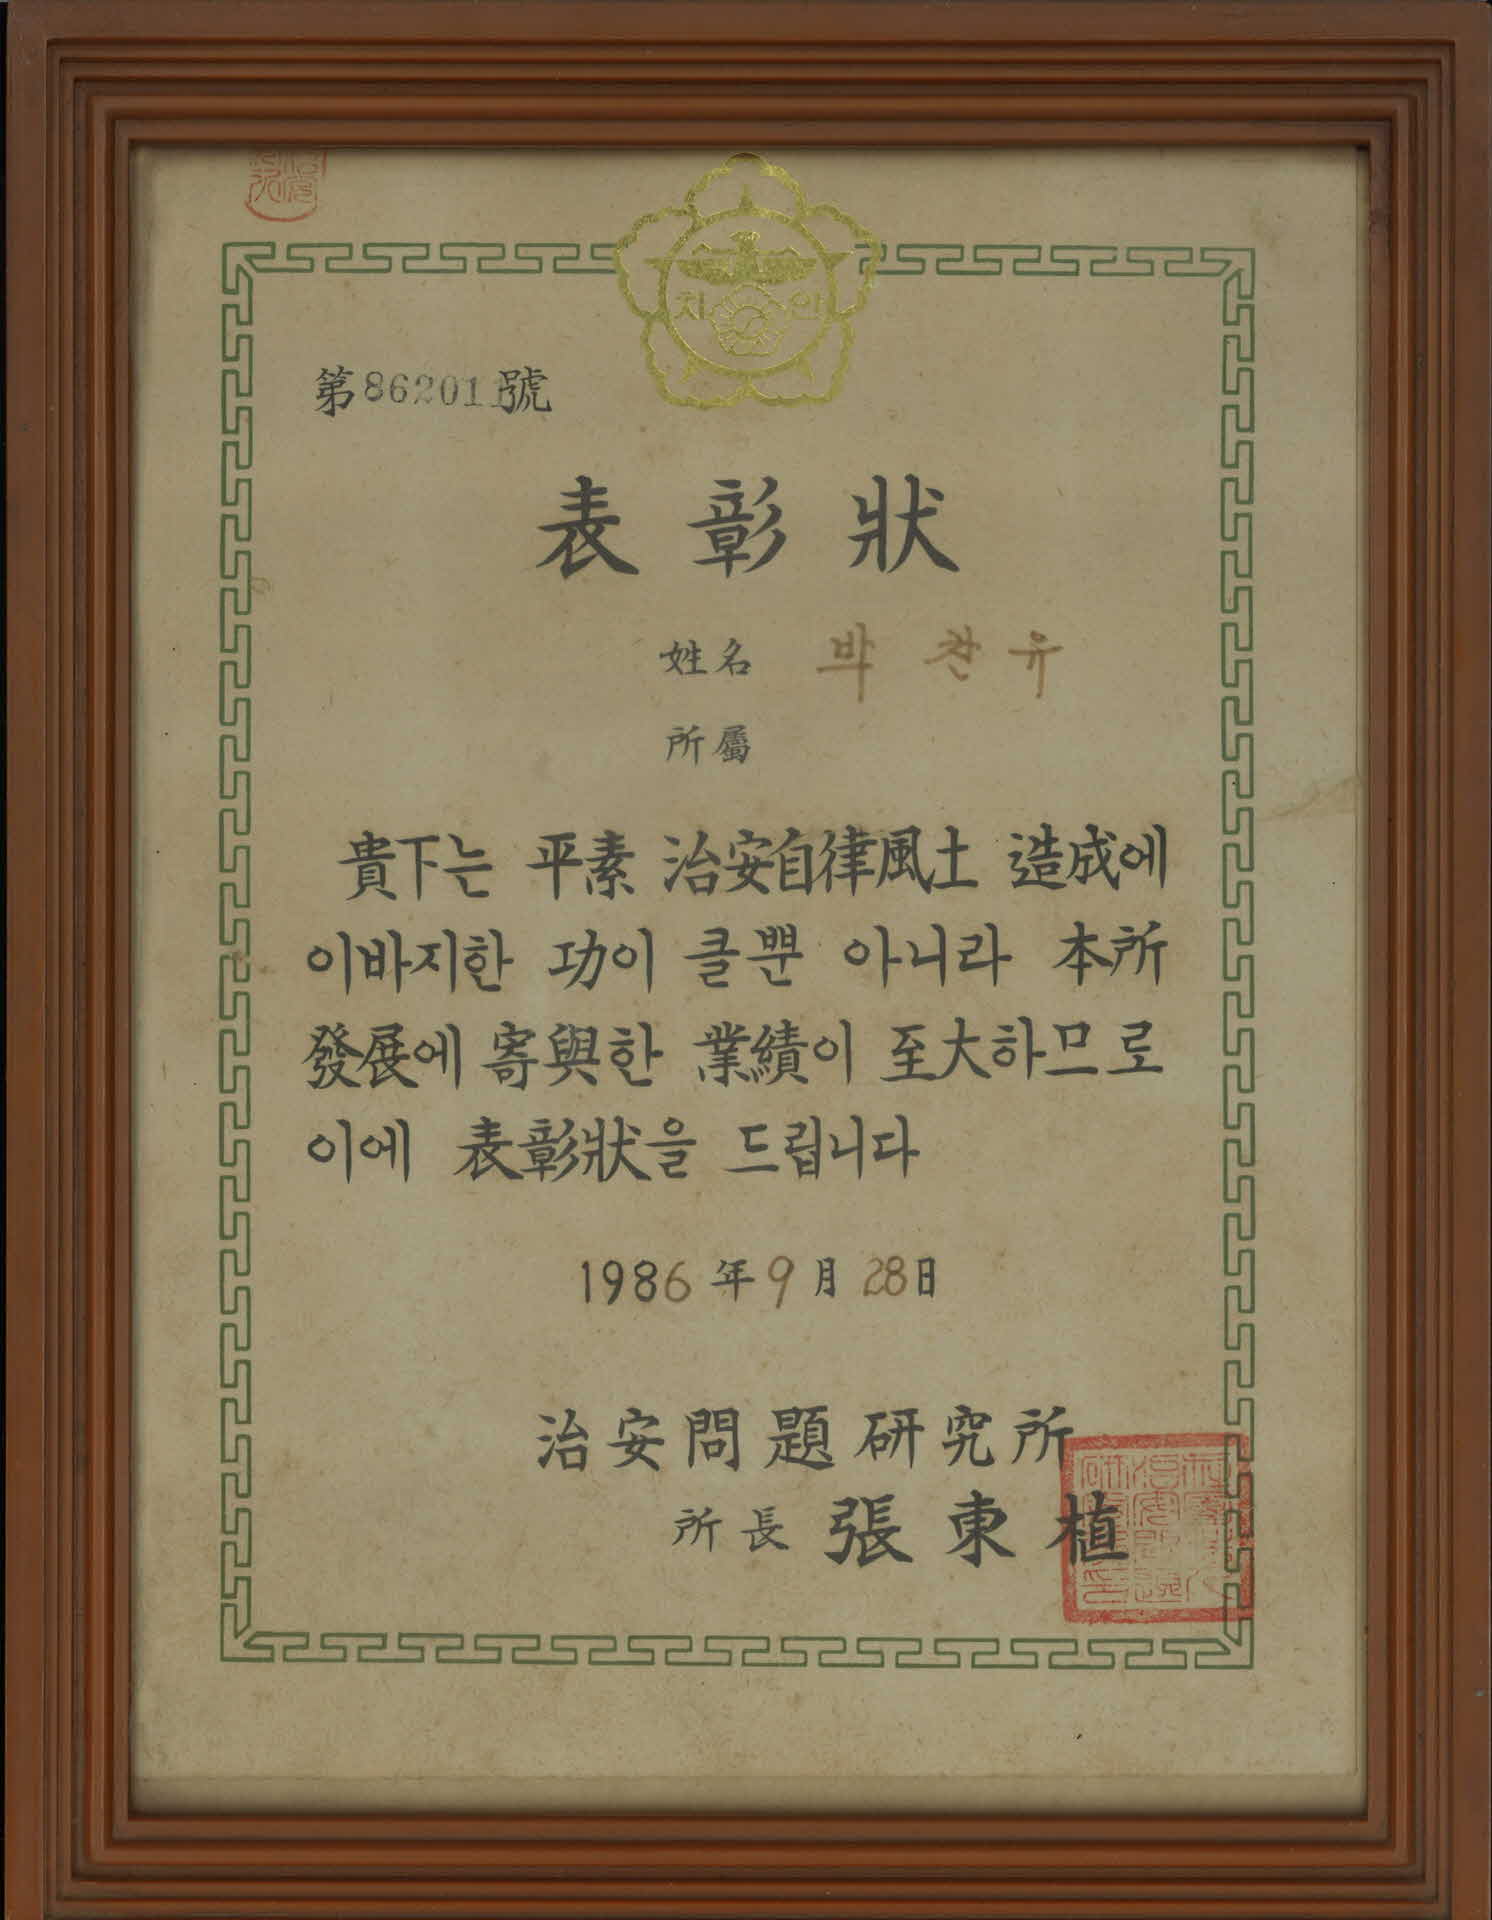 치안
第862011號
表彰狀
姓名 박찬유
所屬
貴下는 平素 治安自律風土 造成에
이바지한 功이 클뿐 아니라 本所
發展에 寄與한 業績이 至大하므로
이에 表彰狀을 드립니다
1986年9月28日
治安問題研究所
所長 張東植